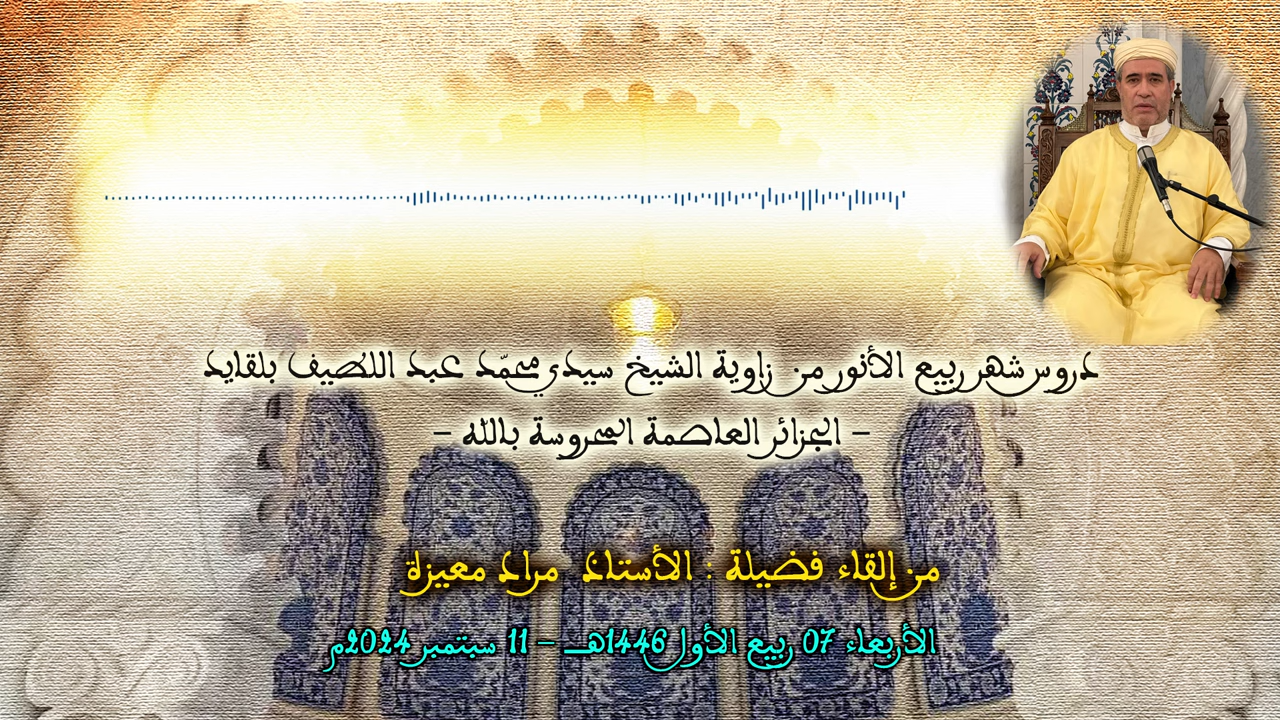 دروس شهر ربيع الأنور من زاوية الشيخ سيدي محمّد عبد اللطيف بلقايد
– الجزائر العاصمة المحروسة بالله –
من إلقاء فضيلة : الأستاذ مراد معيزة
الأربعاء 07 ربيع الأول 1446هـ – 11 سبتمبر 2024م